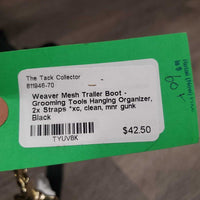 The Tack Collector
811946-70
Weaver Mesh Trailer Boot -
Grooming Tools Hanging Organizer,
2x Straps *xc, clean, mnr gunk
Black
$42.50
TYUVBK